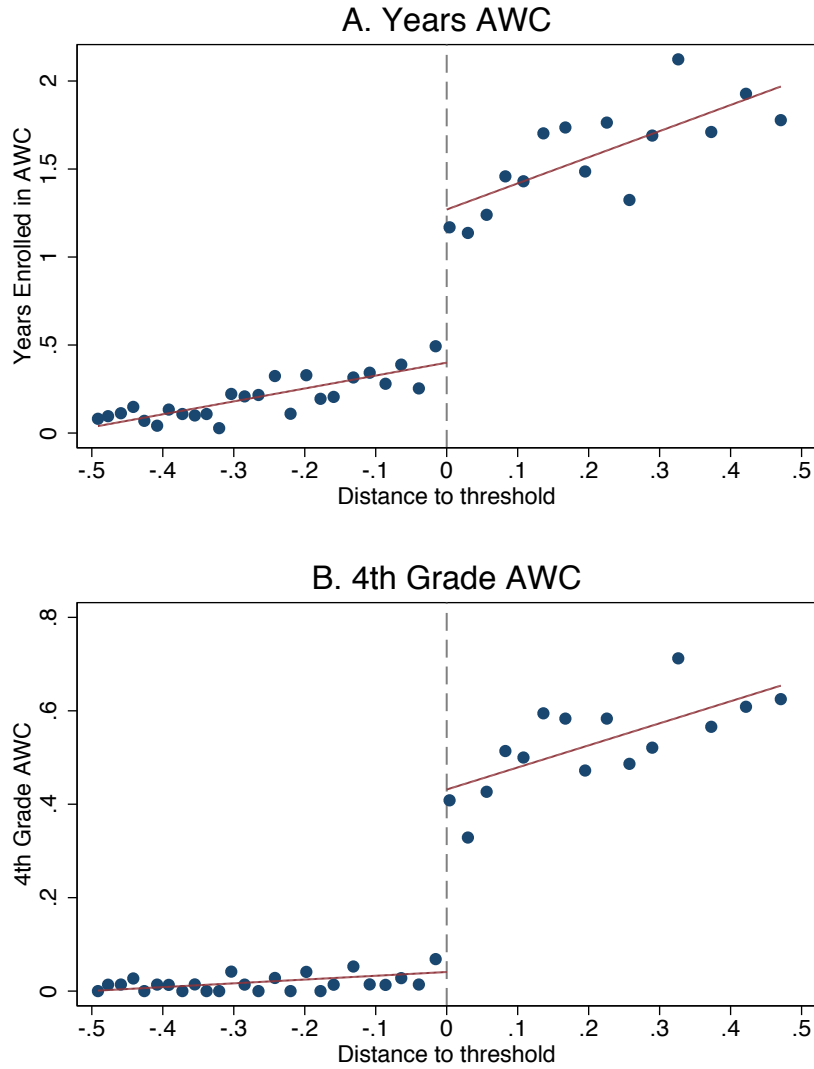 A. Years AWC
Years Enrolled in AWC
2
1.5
1
.5
0
-.5 -.4 -.3 -.2 -.1 0 .1 .2 .3 .4 .5
Distance to threshold
B. 4th Grade AWC
4th Grade AWC
.8
.6
.4
.2
0
-.5 -.4 -.3 -.2 -.1 0 .1 .2 .3 .4 .5
Distance to threshold